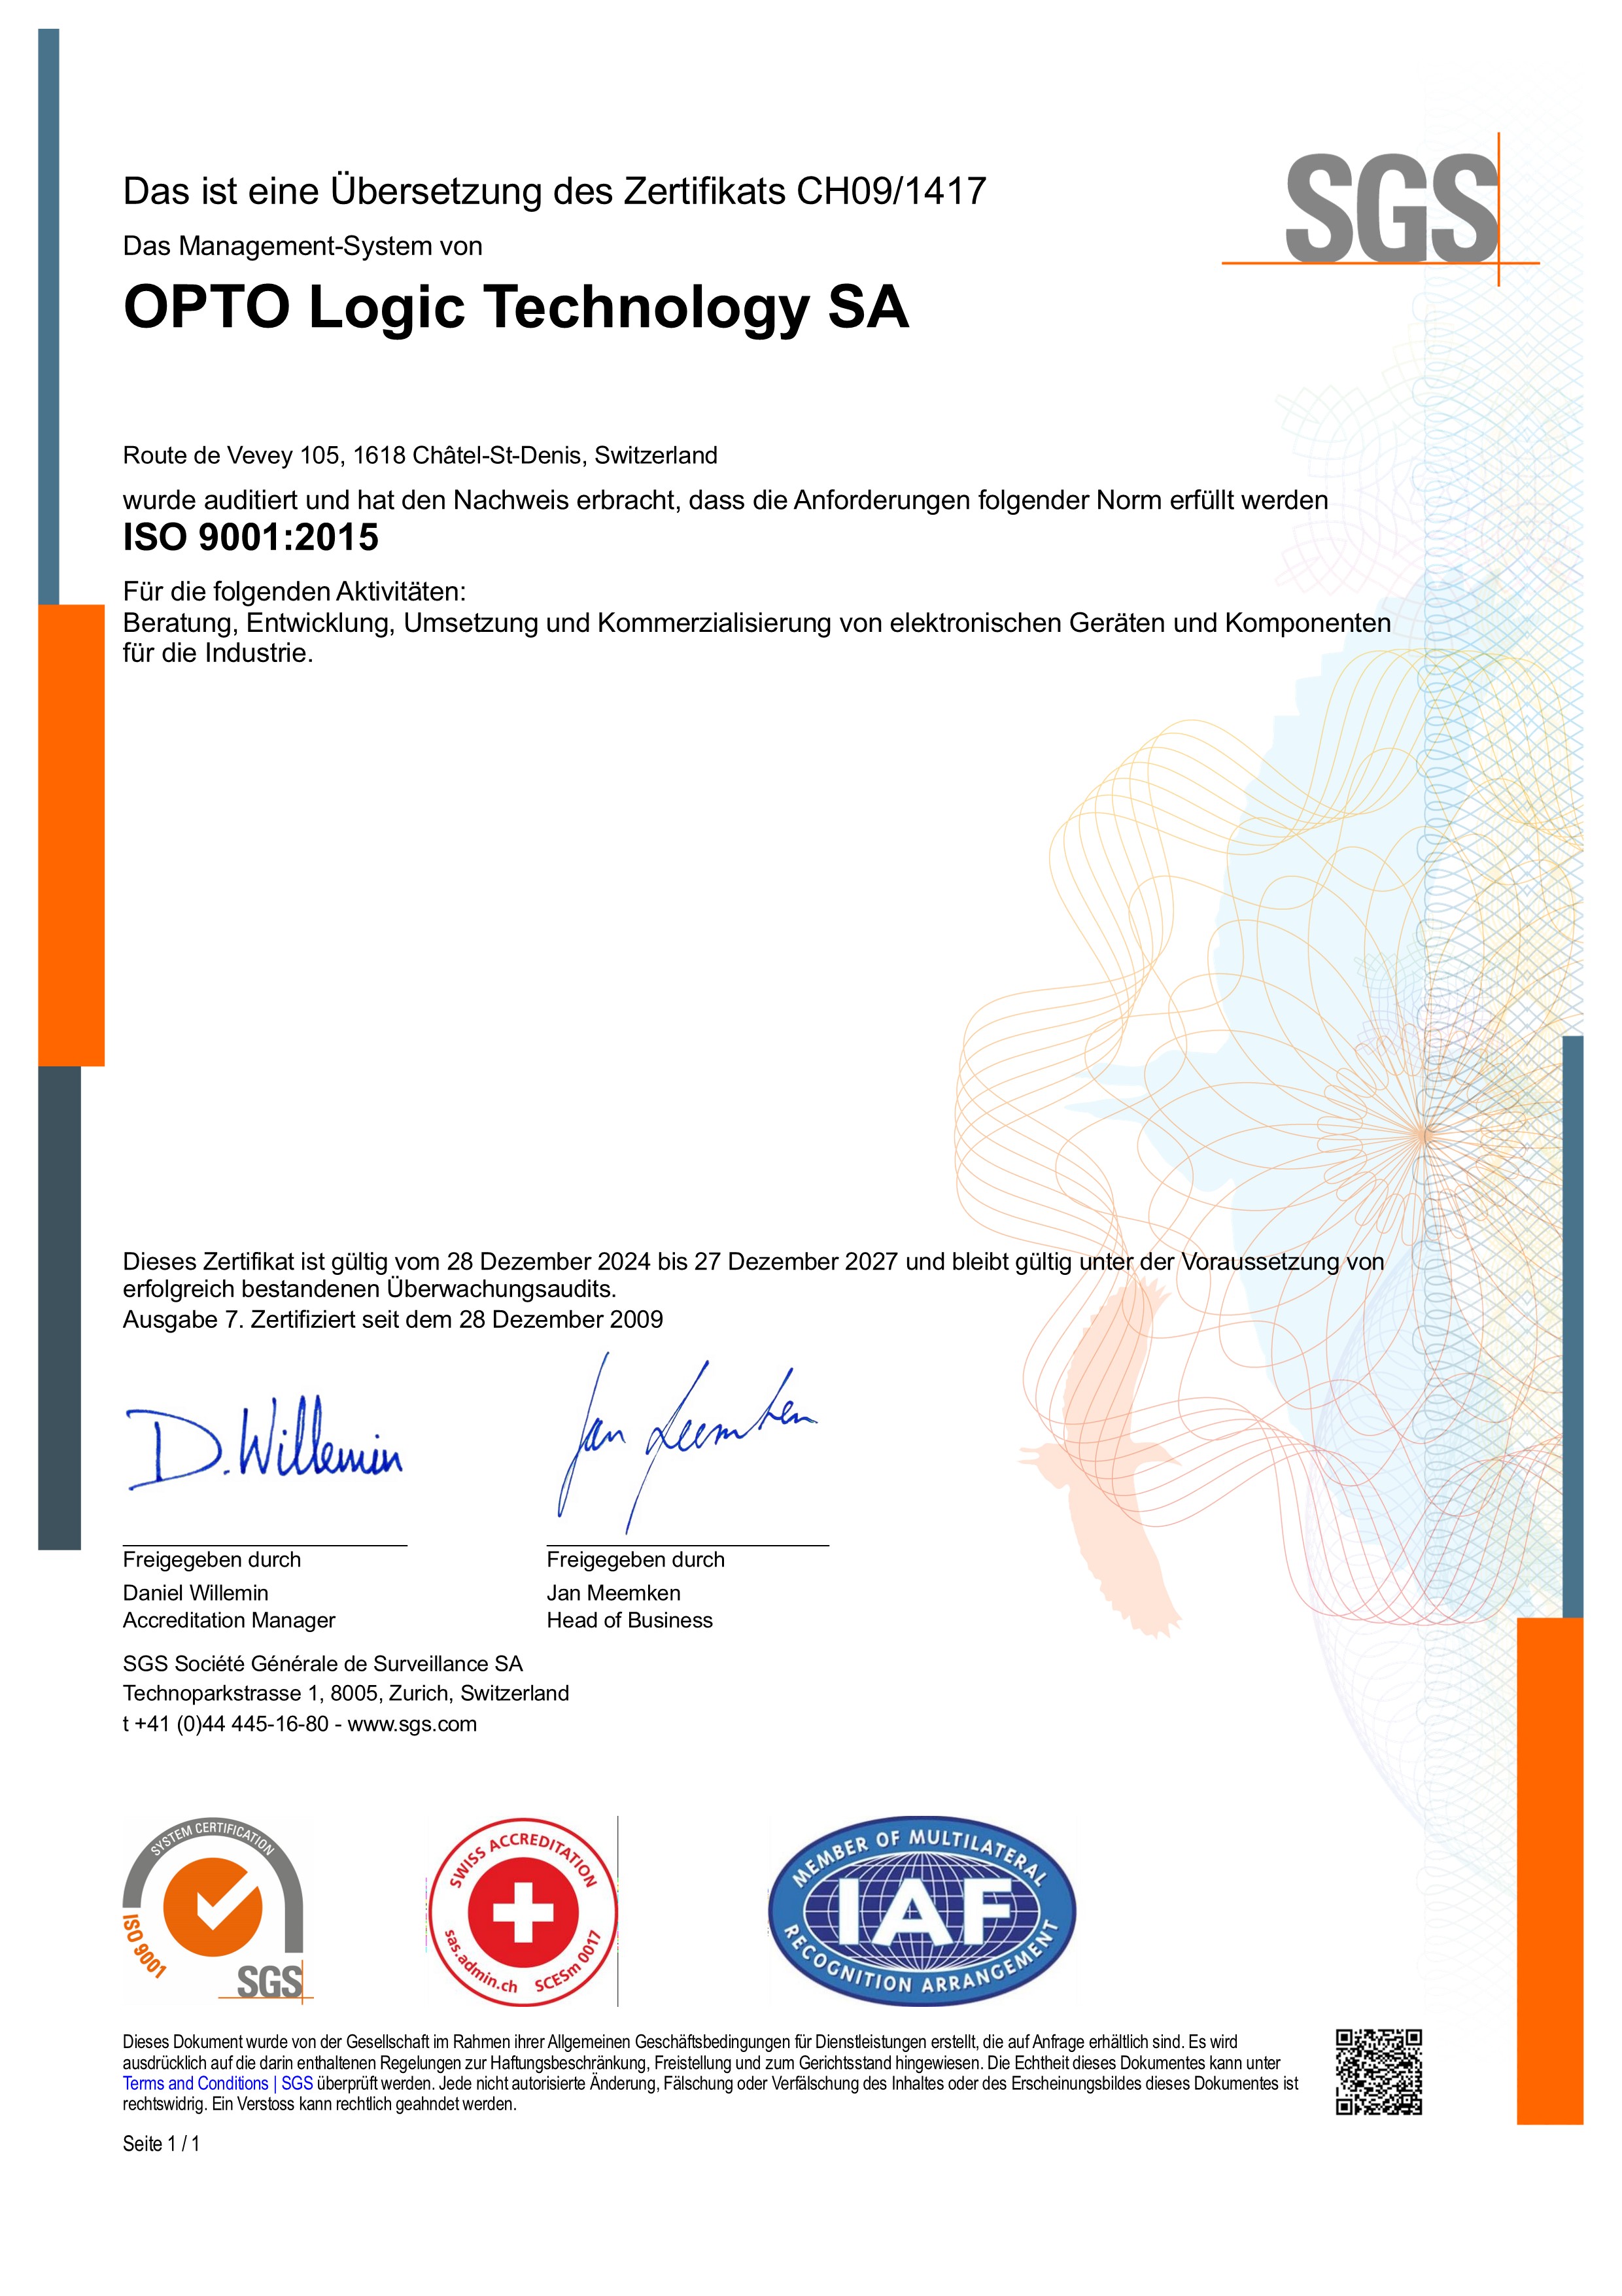 SGS
Das ist eine Übersetzung des Zertifikats CH09/1417
Das Management-System von
OPTO Logic Technology SA
Route de Vevey 105, 1618 Châtel-St-Denis, Switzerland
wurde auditiert und hat den Nachweis erbracht, dass die Anforderungen folgender Norm erfüllt werden
ISO 9001:2015
Für die folgenden Aktivitäten:
Beratung, Entwicklung, Umsetzung und Kommerzialisierung von elektronischen Geräten und Komponenten
für die Industrie.
Dieses Zertifikat ist gültig vom 28 Dezember 2024 bis 27 Dezember 2027 und bleibt gültig unter der Voraussetzung von
erfolgreich bestandenen Überwachungsaudits.
Ausgabe 7. Zertifiziert seit dem 28 Dezember 2009
D. Willemin
Jan Meemken
Freigegeben durch
Daniel Willemin
Accreditation Manager
Freigegeben durch
Jan Meemken
Head of Business
SGS Société Générale de Surveillance SA
Technoparkstrasse 1, 8005, Zurich, Switzerland
t +41 (0)44 445-16-80 - www.sgs.com
SYSTEM CERTIFICATION
ISO 9001
SGS
SWISS ACCREDITATION
sas.admin.ch SCESm 0017
MEMBER OF MULTILATERAL
IAF
RECOGNITION ARRANGEMENT
Dieses Dokument wurde von der Gesellschaft im Rahmen ihrer Allgemeinen Geschäftsbedingungen für Dienstleistungen erstellt, die auf Anfrage erhältlich sind. Es wird
ausdrücklich auf die darin enthaltenen Regelungen zur Haftungsbeschränkung, Freistellung und zum Gerichtsstand hingewiesen. Die Echtheit dieses Dokumentes kann unter
Terms and Conditions | SGS überprüft werden. Jede nicht autorisierte Änderung, Fälschung oder Verfälschung des Inhaltes oder des Erscheinungsbildes dieses Dokumentes ist
rechtswidrig. Ein Verstoss kann rechtlich geahndet werden.
Seite 1 / 1